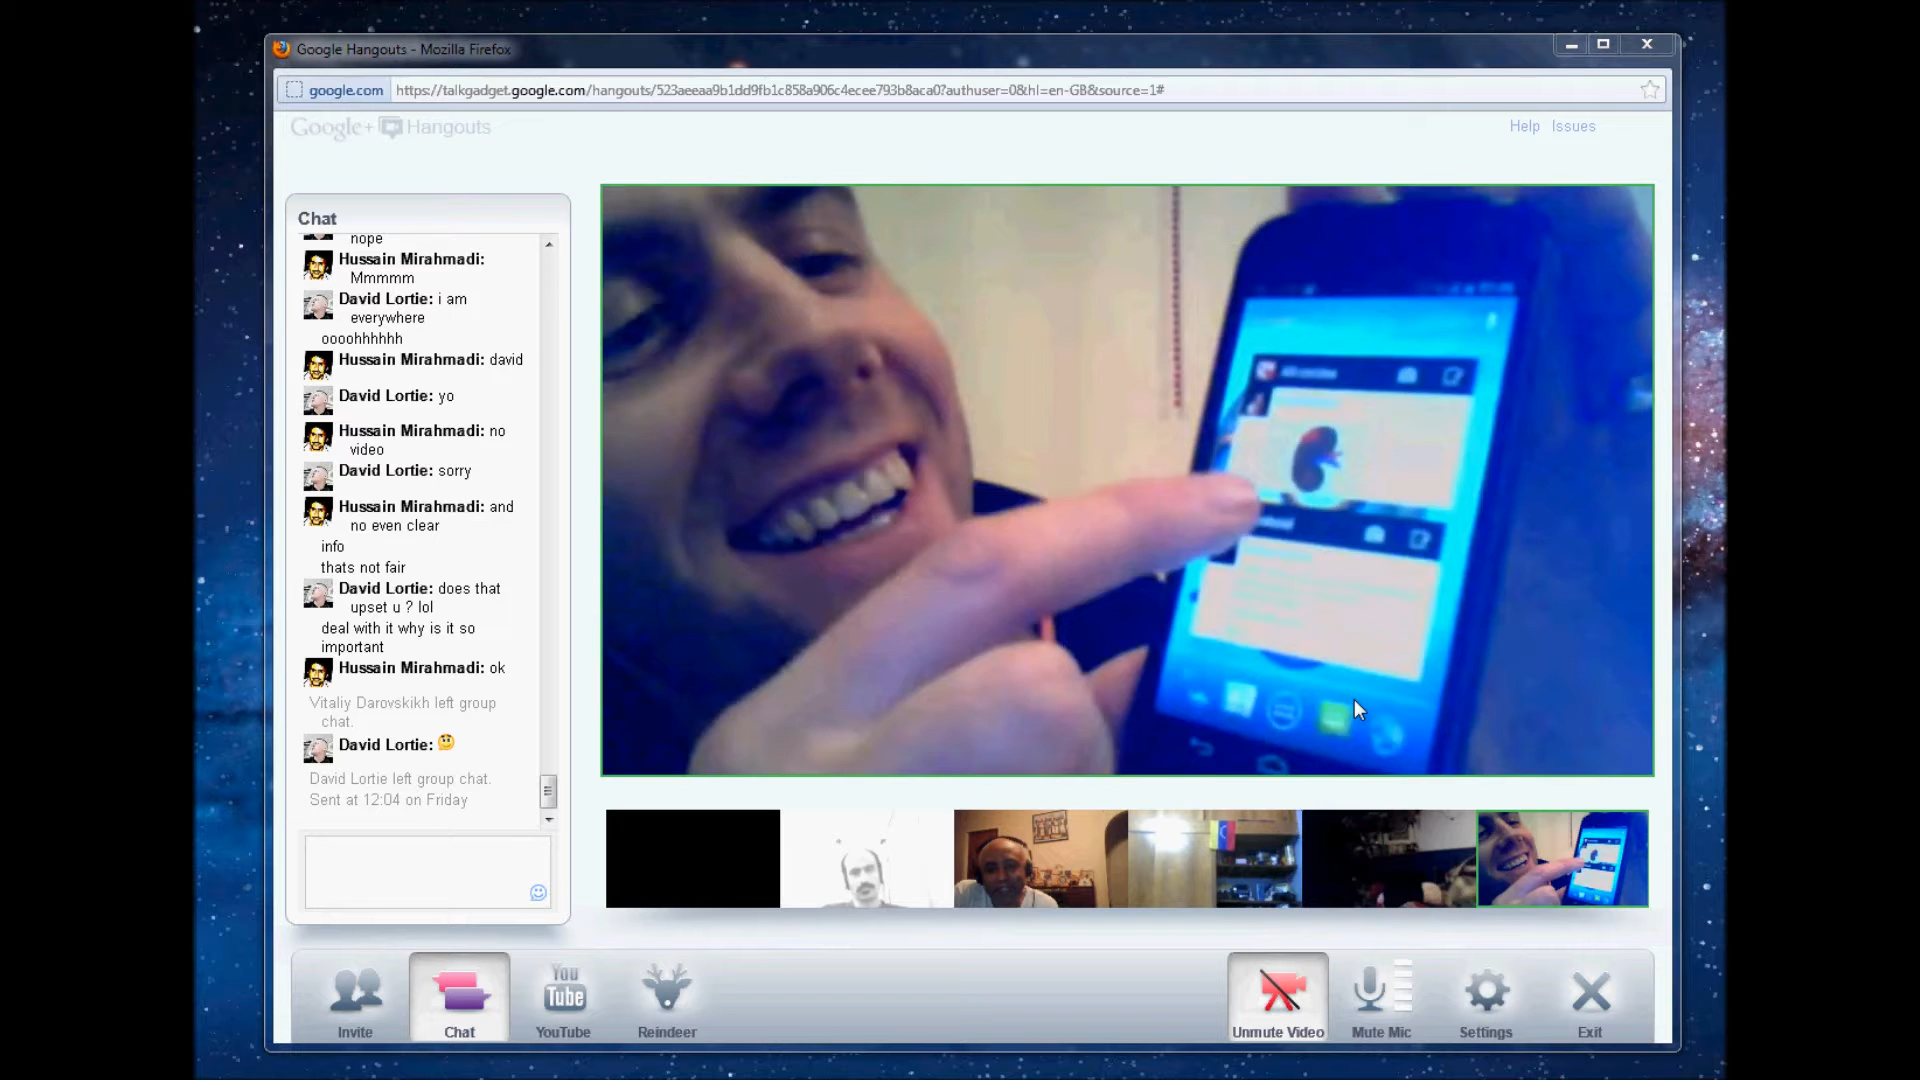 Google Hangouts - Mozilla Firefox
google.com https://talkgadget.google.com/hangouts/523aeeaa9b1dd9fb1c858a906c4ecee793b8aca0?authuser=0&hl=en-GB&source=1#
Google+ Hangouts
Help Issues
Chat
nope
Hussain Mirahmadi:
Mmmmm
David Lortie: i am
everywhere
oooohhhhhh
Hussain Mirahmadi: david
David Lortie: yo
Hussain Mirahmadi: no
video
David Lortie: sorry
Hussain Mirahmadi: and
no even clear
info
thats not fair
David Lortie: does that
upset u ? lol
deal with it why is it so
important
Hussain Mirahmadi: ok
Vitaliy Darovskikh left group
chat.
David Lortie:
David Lortie left group chat.
Sent at 12:04 on Friday
Invite
Chat
You
Tube
YouTube
Reindeer
Unmute Video
Mute Mic
Settings
Exit